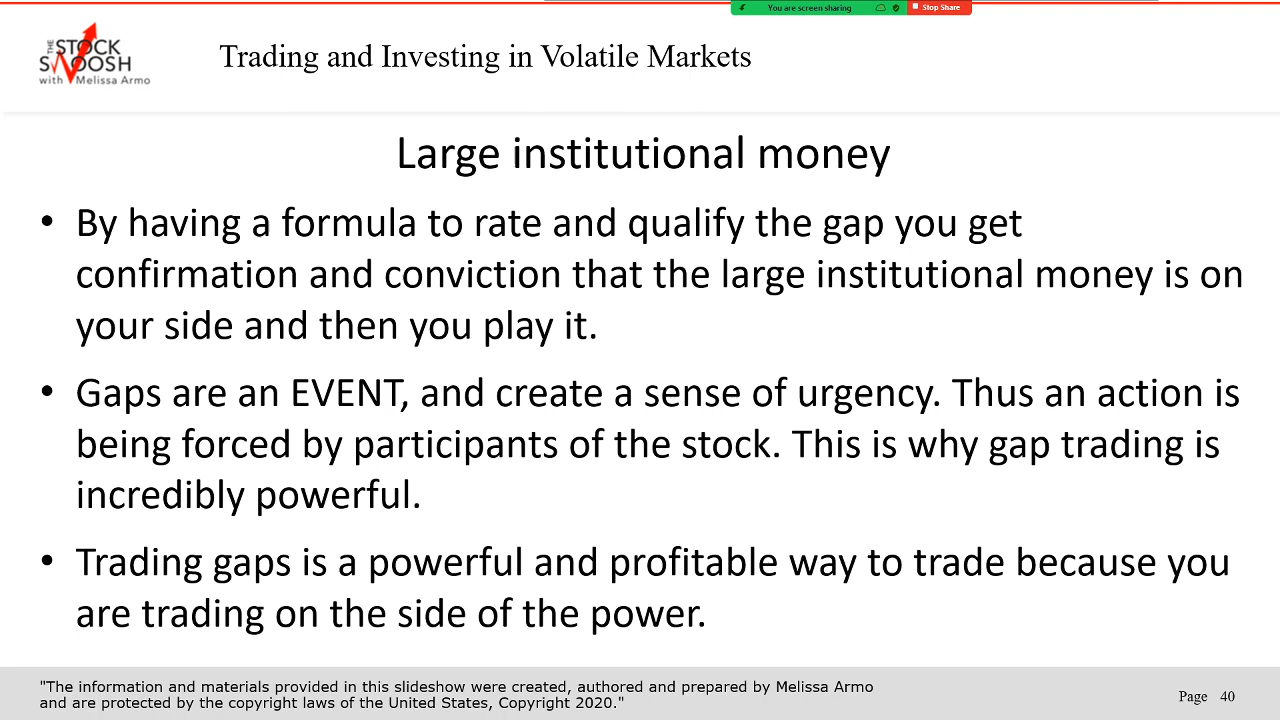 You are screen sharing
Stop Share
THE STOCK
SWOOSH
with Melissa Armo
Trading and Investing in Volatile Markets
Large institutional money
• By having a formula to rate and qualify the gap you get
confirmation and conviction that the large institutional money is on
your side and then you play it.
• Gaps are an EVENT, and create a sense of urgency. Thus an action is
being forced by participants of the stock. This is why gap trading is
incredibly powerful.
• Trading gaps is a powerful and profitable way to trade because you
are trading on the side of the power.
"The information and materials provided in this slideshow were created, authored and prepared by Melissa Armo
and are protected by the copyright laws of the United States, Copyright 2020."
Page 40